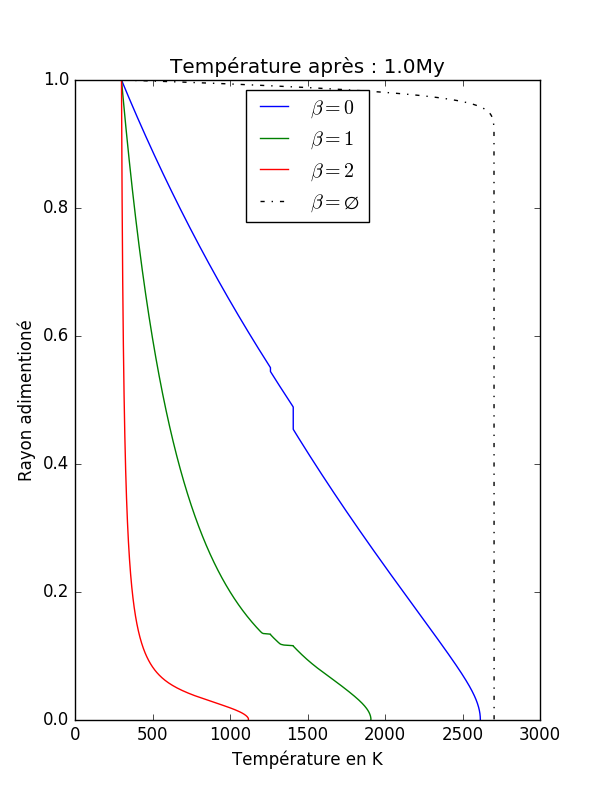 Température après : 1.0My
1.0
0.8
0.6
0.4
0.2
0.0
Rayon adimentioné
β = 0
β = 1
β = 2
β = ∅
0 500 1000 1500 2000 2500 3000
Température en K